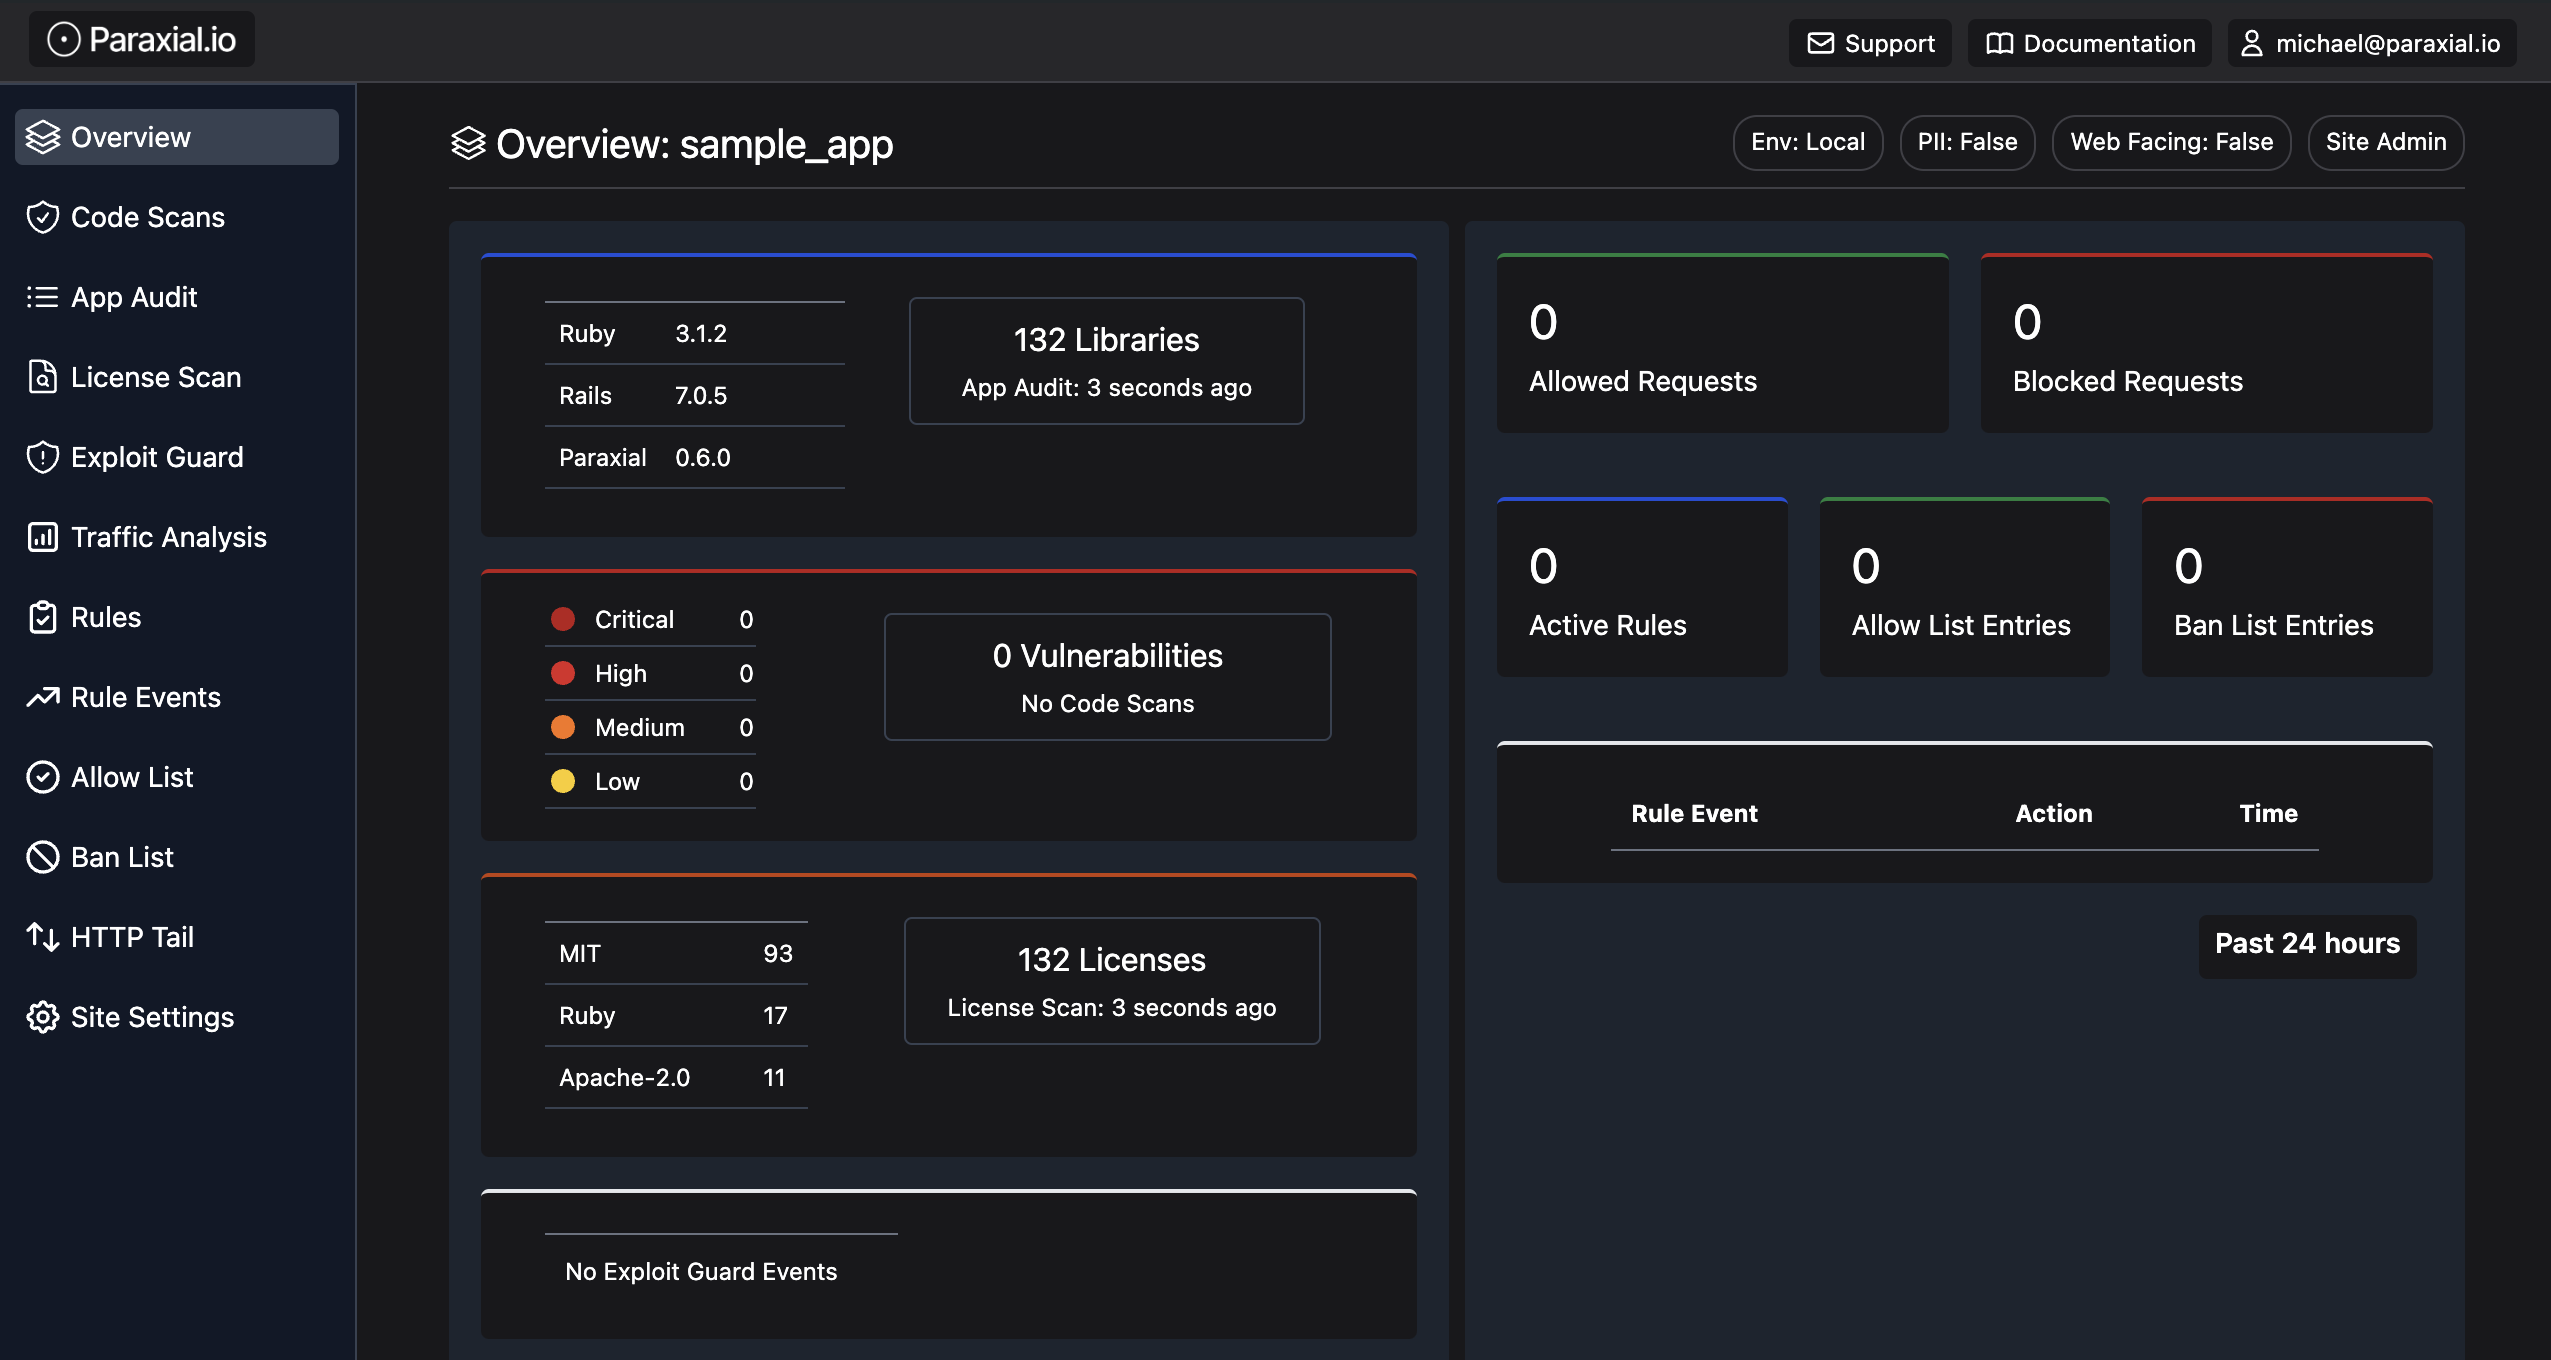 Paraxial.io
Support
Documentation
michael@paraxial.io
Overview
Code Scans
App Audit
License Scan
Exploit Guard
Traffic Analysis
Rules
Rule Events
Allow List
Ban List
HTTP Tail
Site Settings
Overview: sample_app
Env: Local
PII: False
Web Facing: False
Site Admin
Ruby 3.1.2
Rails 7.0.5
Paraxial 0.6.0
132 Libraries
App Audit: 3 seconds ago
Critical 0
High 0
Medium 0
Low 0
0 Vulnerabilities
No Code Scans
MIT 93
Ruby 17
Apache-2.0 11
132 Licenses
License Scan: 3 seconds ago
No Exploit Guard Events
0
Allowed Requests
0
Blocked Requests
0
Active Rules
0
Allow List Entries
0
Ban List Entries
Rule Event Action Time
Past 24 hours